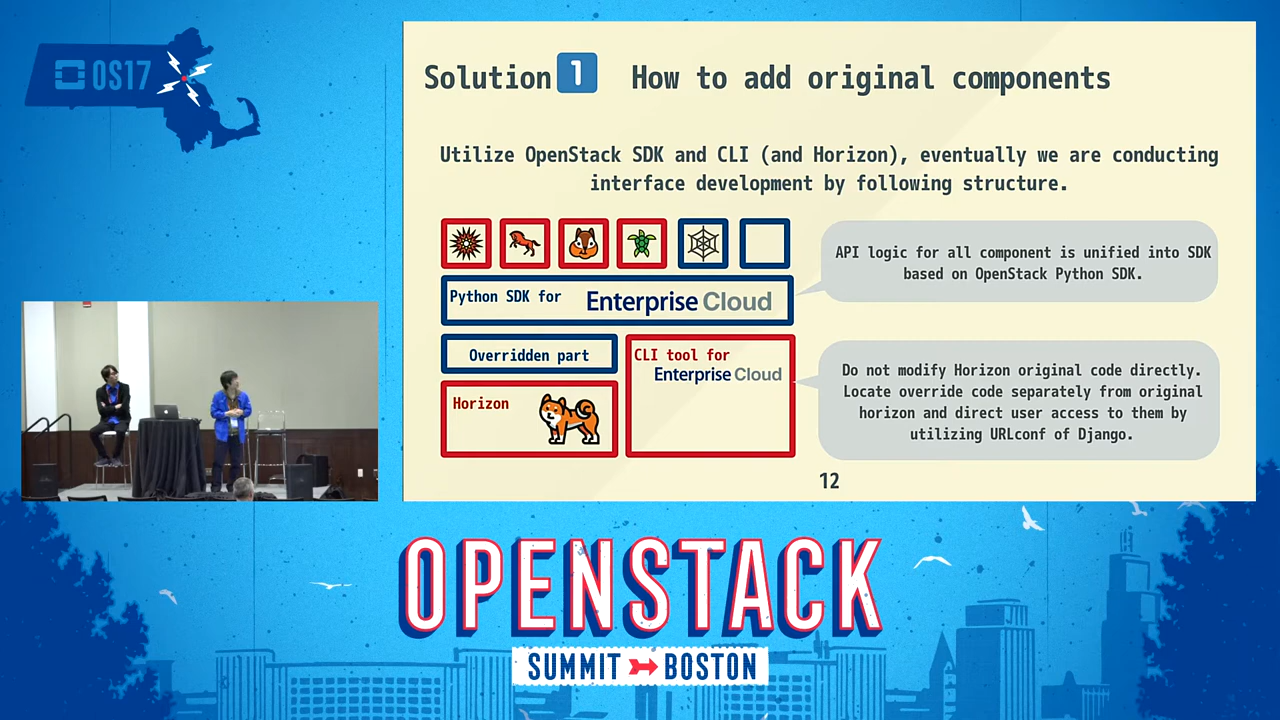 OS17
Solution 1 How to add original components
Utilize OpenStack SDK and CLI (and Horizon), eventually we are conducting
interface development by following structure.
Python SDK for Enterprise Cloud
API logic for all component is unified into SDK
based on OpenStack Python SDK.
Overridden part
CLI tool for
Enterprise Cloud
Horizon
Do not modify Horizon original code directly.
Locate override code separately from original
horizon and direct user access to them by
utilizing URLconf of Django.
12
OPENSTACK
SUMMIT BOSTON